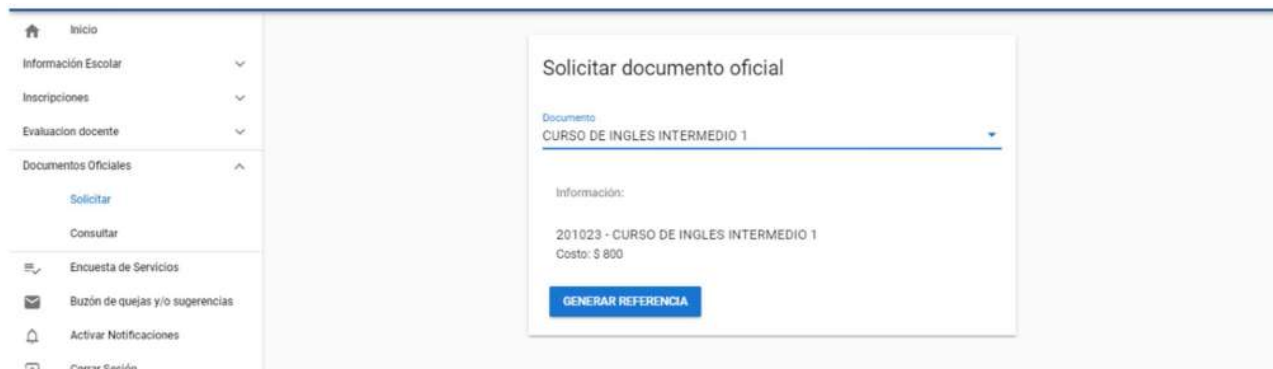 Inicio
Información Escolar
Inscripciones
Evaluacion docente
Documentos Oficiales
Solicitar
Consultar
Encuesta de Servicios
Buzón de quejas y/o sugerencias
Activar Notificaciones
Cerrar Sesión
Solicitar documento oficial
Documento
CURSO DE INGLES INTERMEDIO 1
Información:
201023 - CURSO DE INGLES INTERMEDIO 1
Costo: $ 800
GENERAR REFERENCIA